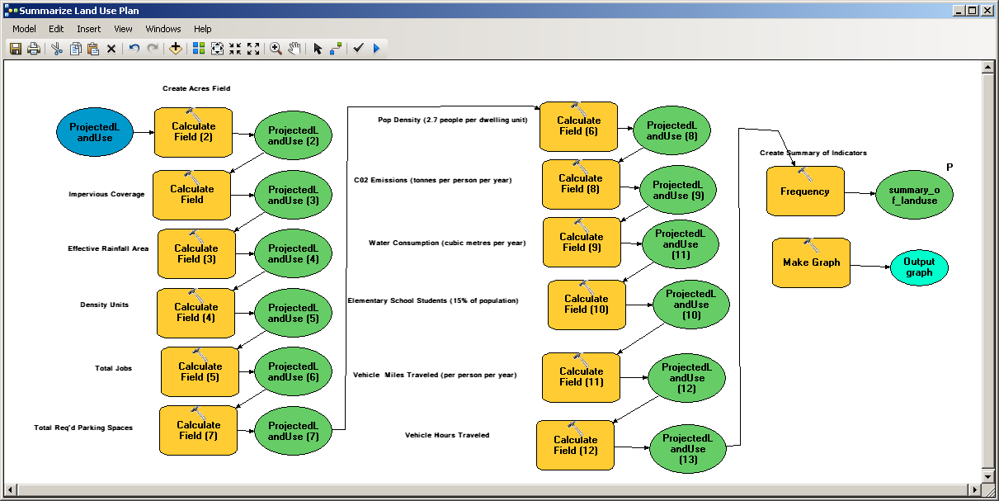 Summarize Land Use Plan
Model Edit Insert View Windows Help
Create Acres Field
ProjectedL
andUse
Calculate
Field (2)
ProjectedL
andUse (2)
Impervious Coverage
Calculate
Field
ProjectedL
andUse (3)
Effective Rainfall Area
Calculate
Field (3)
ProjectedL
andUse (4)
Density Units
Calculate
Field (4)
ProjectedL
andUse (5)
Total Jobs
Calculate
Field (5)
ProjectedL
andUse (6)
Total Req'd Parking Spaces
Calculate
Field (7)
ProjectedL
andUse (7)
Pop Density (2.7 people per dwelling unit)
Calculate
Field (6)
ProjectedL
andUse (8)
C02 Emissions (tonnes per person per year)
Calculate
Field (8)
ProjectedL
andUse (9)
Water Consumption (cubic metres per year)
Calculate
Field (9)
ProjectedL
andUse
(11)
Elementary School Students (15% of population)
Calculate
Field (10)
ProjectedL
andUse
(10)
Vehicle Miles Traveled (per person per year)
Calculate
Field (11)
ProjectedL
andUse
(12)
Vehicle Hours Traveled
Calculate
Field (12)
ProjectedL
andUse
(13)
Create Summary of Indicators
Frequency
P
summary_o
f_landuse
Make Graph
Output
graph